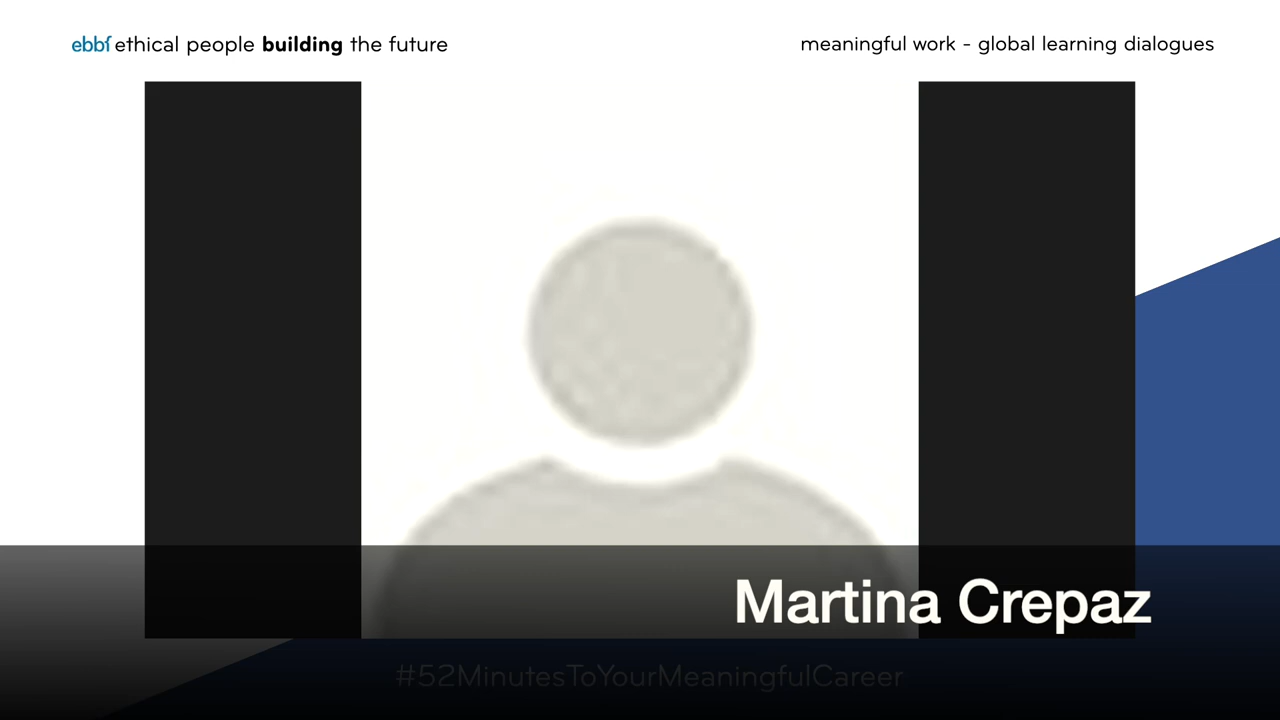 ebbf ethical people building the future
meaningful work - global learning dialogues
Martina Crepaz
#52MinutesToYourMeaningfulCareer